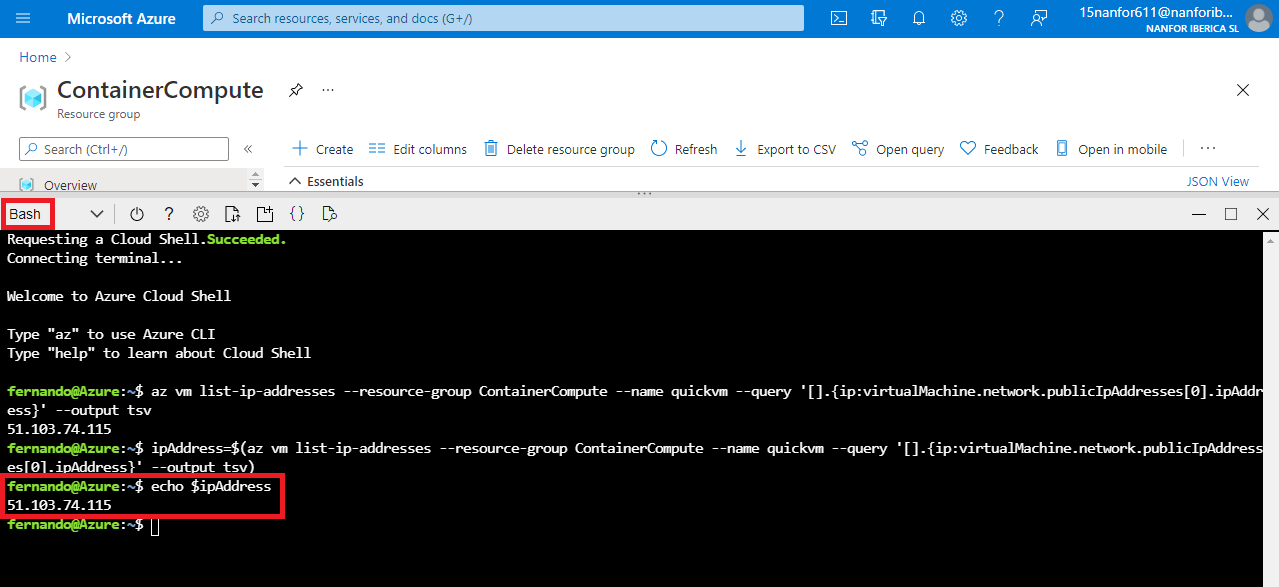 Microsoft Azure
Search resources, services, and docs (G+/)
15nanfor611@nanforib...
NANFOR IBERICA SL
Home
ContainerCompute
Resource group
Search (Ctrl+/)
Create
Edit columns
Delete resource group
Refresh
Export to CSV
Open query
Feedback
Open in mobile
Overview
Essentials
JSON View
Bash
Requesting a Cloud Shell.Succeeded.
Connecting terminal...
Welcome to Azure Cloud Shell
Type "az" to use Azure CLI
Type "help" to learn about Cloud Shell
fernando@Azure:~$ az vm list-ip-addresses --resource-group ContainerCompute --name quickvm --query '[].{ip:virtualMachine.network.publicIpAddresses[0].ipAddr
ess}' --output tsv
51.103.74.115
fernando@Azure:~$ ipAddress=$(az vm list-ip-addresses --resource-group ContainerCompute --name quickvm --query '[].{ip:virtualMachine.network.publicIpAddress
es[0].ipAddress}' --output tsv)
fernando@Azure:~$ echo $ipAddress
51.103.74.115
fernando@Azure:~$